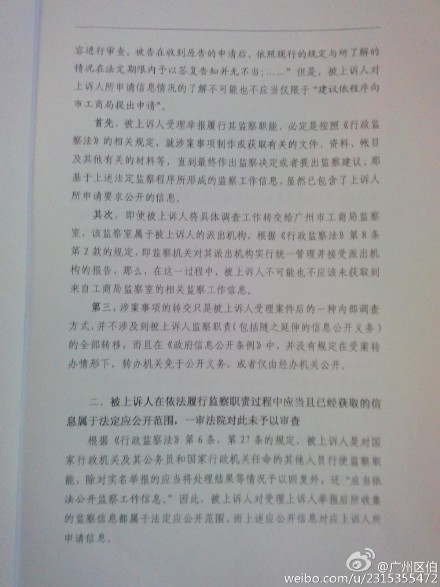 容进行审查、被告在收到原告的申请后、依照现行的规定与所了解的
情况在法定期限内予以答复告知并无不当；……”但是，被上诉人对
上诉人所申请信息情况的了解不可能也不应当仅限于“建议依程序向
市工商局提出申请”。
首先，被上诉人受理举报履行其监察职能，必定是按照《行政监
察法》的相关规定，就涉案事项制作或获取有关的文件、资料、帐目
及其他有关的材料等，直到最终作出监察决定或者提出监察建议，那
基于上述法定监察程序所形成的监察工作信息，显然已包含了上诉人
所申请要求公开的信息。
其次，即使被上诉人将具体调查工作转交给广州市工商局监察
室，该监察室属于被上诉人的派出机构，根据《行政监察法》第8条
第2款的规定，即监察机关对其派出机构实行统一管理并接受派出机
构的报告，那么，在这一过程中，被上诉人不可能也不应该未获取到
来自工商局监察室的相关监察工作信息。
第三，涉案事项的转交只是被上诉人受理案件后的一种内部调查
方式，并不涉及到被上诉人监察职责（包括随之延伸的信息公开义务）
的全部转移，而且在《政府信息公开条例》中，并没有规定在受案转
办情形下，转办机关免于公开义务，或者仅由经办机关公开。
二、被上诉人在依法履行监察职责过程中应当且已经获取的信
息属于法定应公开范围，一审法院对此未予以审查
根据《行政监察法》第6条、第27条的规定，被上诉人是对国
家行政机关及其公务员和国家行政机关任命的其他人员行使监察职
能，除对实名举报的应当将处理结果等情况予以回复外，还“应当依
法公开监察工作信息。”因此，被上诉人对受理上诉人举报后所收集
的监察信息都属于法定应公开范围，而上述应公开信息对应上诉人所
申请信息。
@广州区伯
weibo.com/u/2315355472